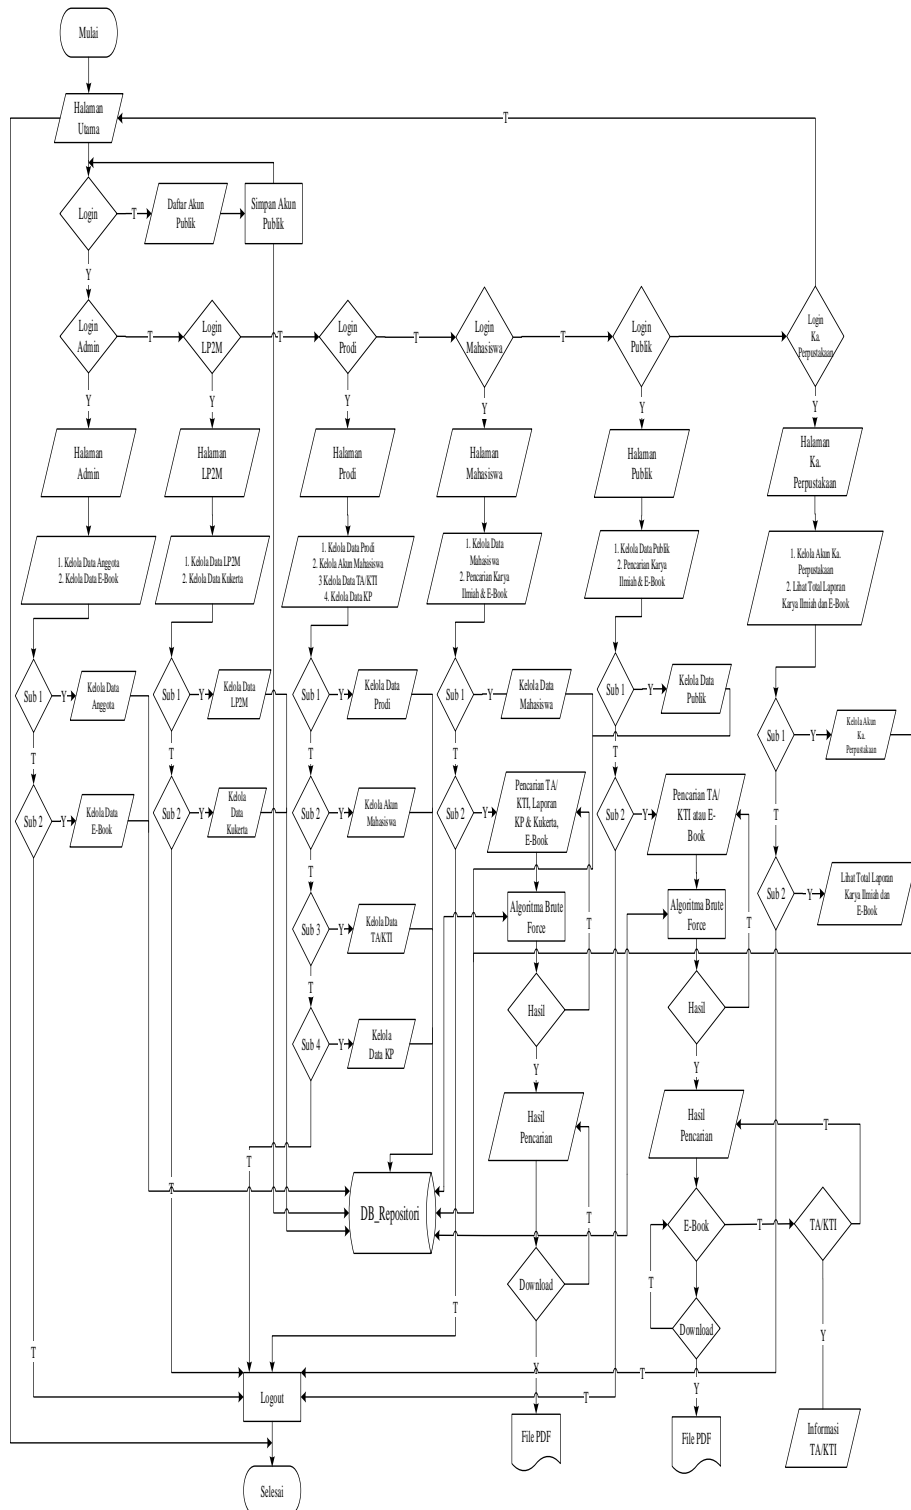 Mulai
Halaman
Utama
T
Login
T
Daftar Akun
Publik
Simpan Akun
Publik
Y
Login
Admin
T
Login
LP2M
T
Login
Prodi
T
Login
Mahasiswa
T
Login
Publik
Login
Ka.
Perpustakaan
Y
Y
Y
Y
Y
Y
Halaman
Admin
Halaman
LP2M
Halaman
Prodi
Halaman
Mahasiswa
Halaman
Publik
Halaman
Ka.
Perpustakaan
1. Kelola Data Anggota
2. Kelola Data E-Book
1. Kelola Data LP2M
2. Kelola Data Kukerta
1. Kelola Data Prodi
2. Kelola Akun Mahasiswa
3 Kelola Data TA/KTI
4. Kelola Data KP
1. Kelola Data
Mahasiswa
2. Pencarian Karya
Ilmiah & E-Book
1. Kelola Data Publik
2. Pencarian Karya
Ilmiah & E-Book
1. Kelola Akun Ka.
Perpustakaan
2. Lihat Total Laporan
Karya Ilmiah dan E-Book
Sub 1
Y
Kelola Data
Anggota
Sub 1
Y
Kelola Data
LP2M
Sub 1
Y
Kelola Data
Prodi
Sub 1
Y
Kelola Data
Mahasiswa
Sub 1
Y
Kelola Data
Publik
Sub 1
Y
Kelola Akun
Ka.
Perpustakaan
T
T
T
T
T
T
Sub 2
Y
Kelola Data
E-Book
Sub 2
Y
Kelola
Data
Kukerta
Sub 2
Y
Kelola Akun
Mahasiswa
Sub 2
Y
Pencarian TA/
KTI, Laporan
KP & Kukerta,
E-Book
Sub 2
Y
Pencarian TA/
KTI atau E-
Book
Sub 2
Y
Lihat Total Laporan
Karya Ilmiah dan
E-Book
T
Sub 3
Y
Kelola Data
TA/KTI
Algoritma Brute
Force
T
Algoritma Brute
Force
T
T
Hasil
Hasil
Sub 4
Y
Kelola
Data KP
Y
Y
Hasil
Pencarian
Hasil
Pencarian
T
T
T
DB_Repositori
T
E-Book
T
TA/KTI
Download
T
T
Download
Y
T
Y
T
Y
T
Logout
File PDF
File PDF
Informasi
TA/KTI
Selesai